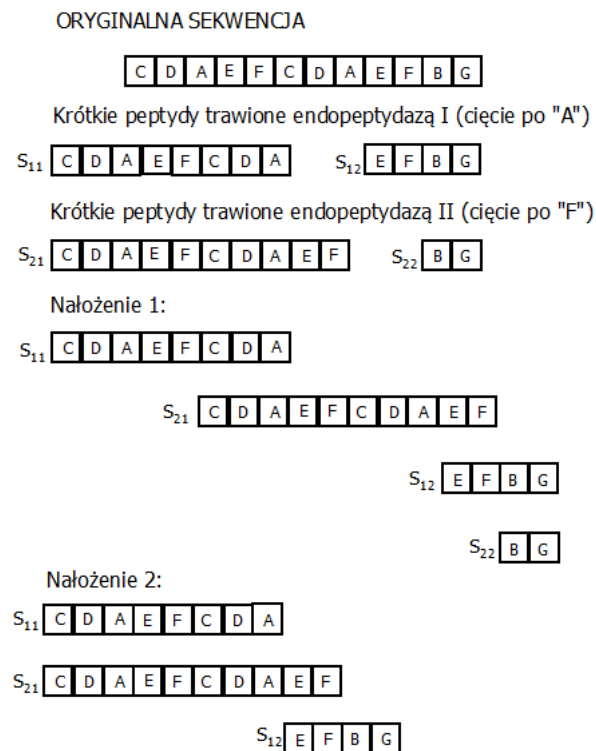 ORYGINALNA SEKWENCJA
C D A E F C D A E F B G
Krótkie peptydy trawione endopeptydazą I (cięcie po "A")
S11 C D A E F C D A S12 E F B G
Krótkie peptydy trawione endopeptydazą II (cięcie po "F")
S21 C D A E F C D A E F S22 B G
Nałożenie 1:
S11 C D A E F C D A
S21 C D A E F C D A E F
S12 E F B G
S22 B G
Nałożenie 2:
S11 C D A E F C D A
S21 C D A E F C D A E F
S12 E F B G